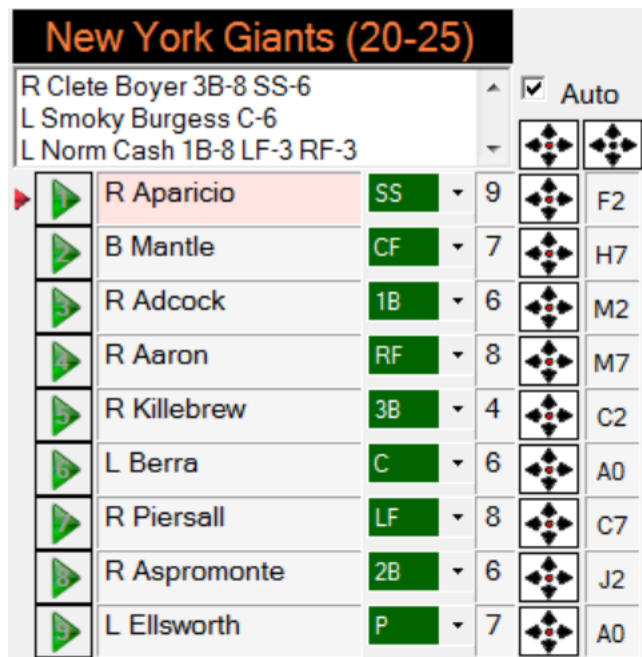 New York Giants (20-25)
R Clete Boyer 3B-8 SS-6
L Smoky Burgess C-6
L Norm Cash 1B-8 LF-3 RF-3
Auto
1 R Aparicio SS 9 F2
2 B Mantle CF 7 H7
3 R Adcock 1B 6 M2
4 R Aaron RF 8 M7
5 R Killebrew 3B 4 C2
6 L Berra C 6 A0
7 R Piersall LF 8 C7
8 R Aspromonte 2B 6 J2
9 L Ellsworth P 7 A0